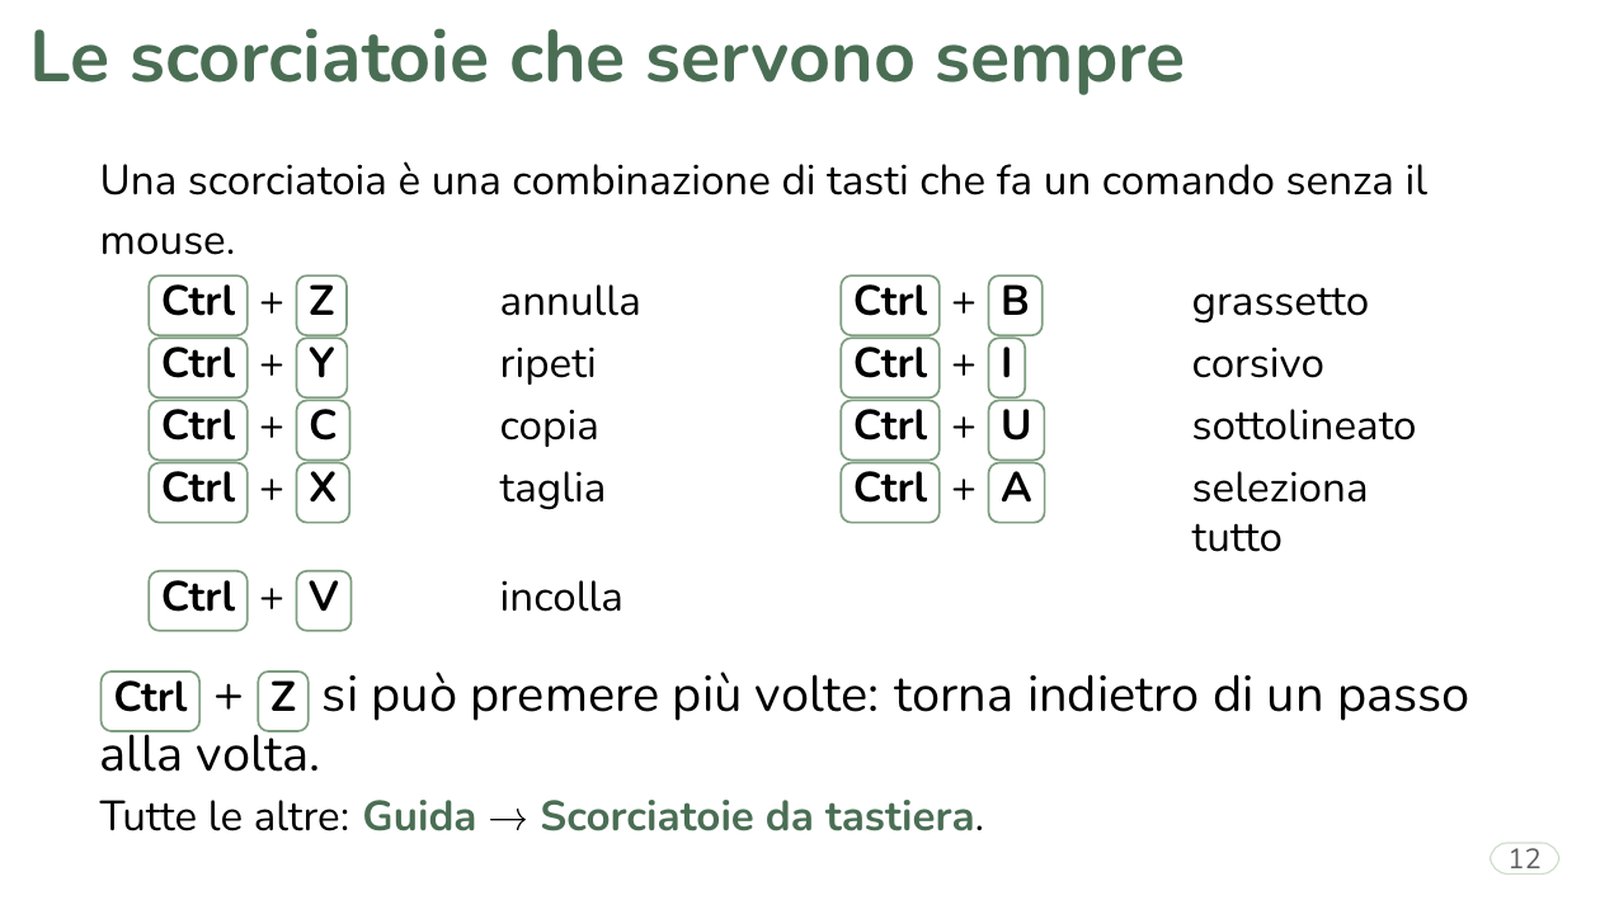 Le scorciatoie che servono sempre
Una scorciatoia è una combinazione di tasti che fa un comando senza il
mouse.
Ctrl + Z annulla Ctrl + B grassetto
Ctrl + Y ripeti Ctrl + I corsivo
Ctrl + C copia Ctrl + U sottolineato
Ctrl + X taglia Ctrl + A seleziona
tutto
Ctrl + V incolla
Ctrl + Z si può premere più volte: torna indietro di un passo
alla volta.
Tutte le altre: Guida → Scorciatoie da tastiera.
12